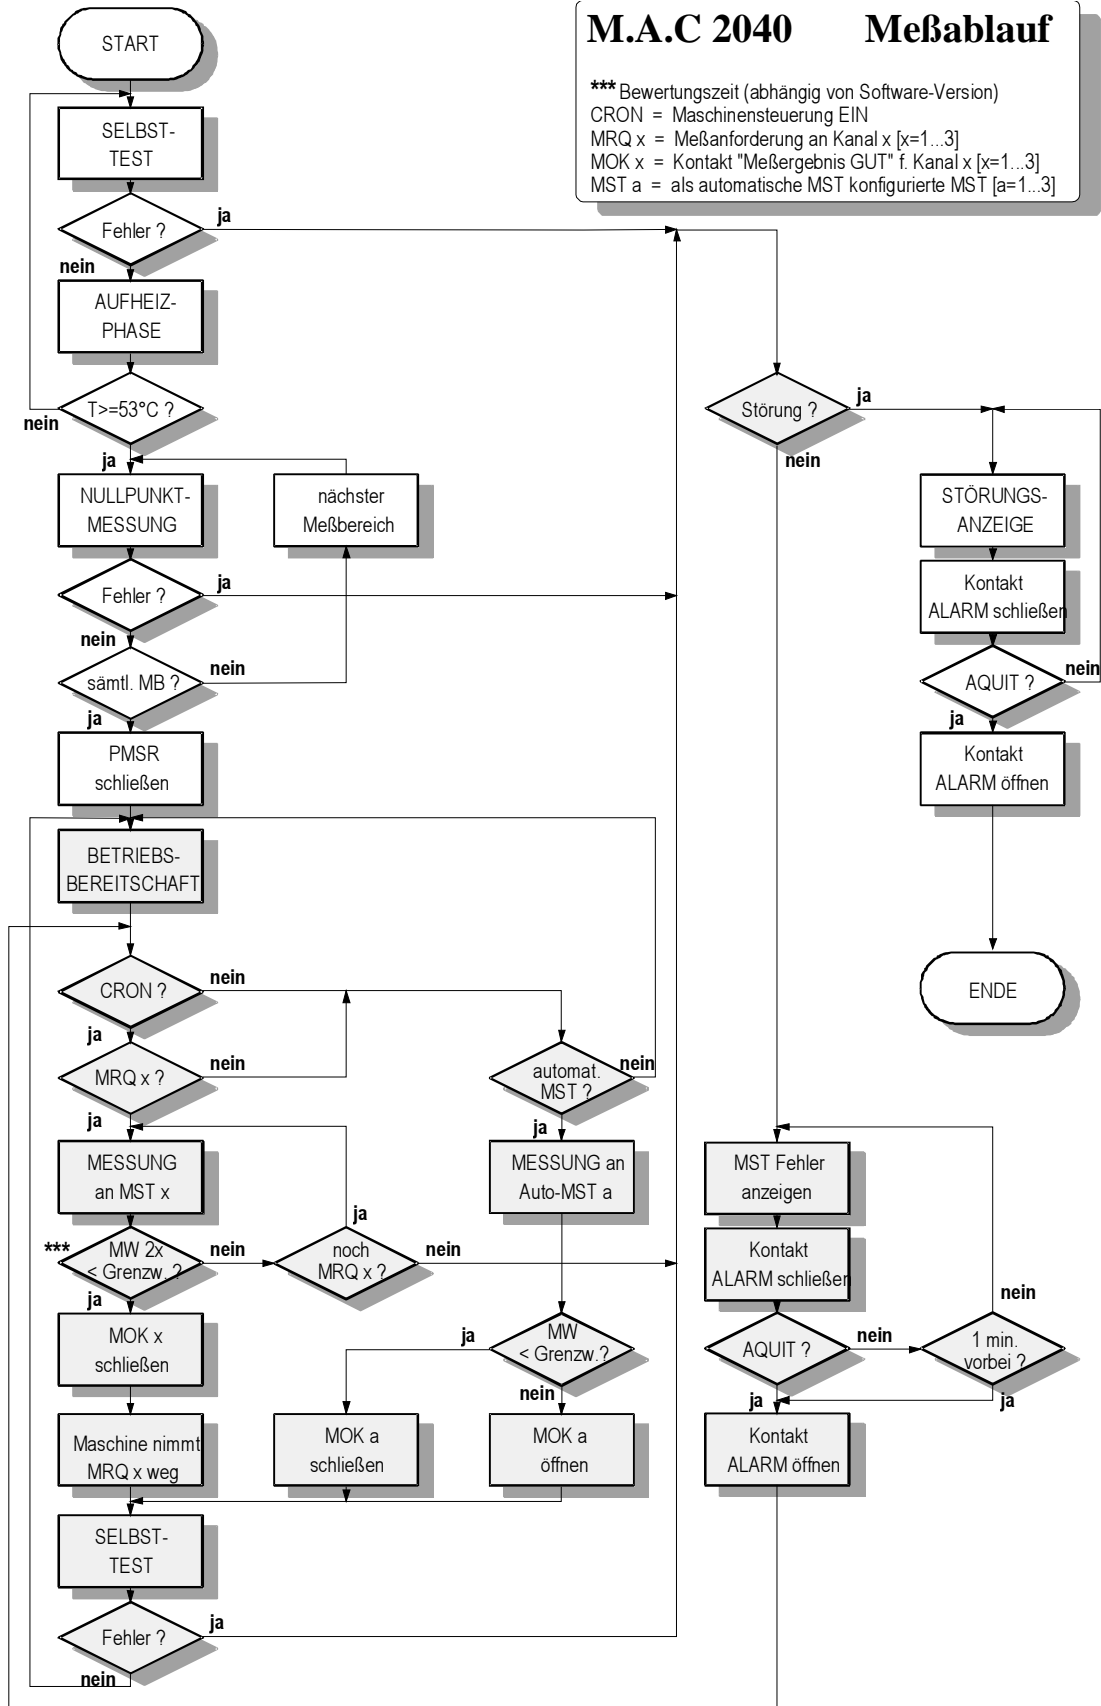 M.A.C 2040 Meßablauf
*** Bewertungszeit (abhängig von Software-Version)
CRON = Maschinensteuerung EIN
MRQ x = Meßanforderung an Kanal x [x=1...3]
MOK x = Kontakt "Meßergebnis GUT" f. Kanal x [x=1...3]
MST a = als automatische MST konfigurierte MST [a=1...3]
START
SELBST-
TEST
Fehler ?
ja
nein
AUFHEIZ-
PHASE
T>=53°C ?
nein
ja
NULLPUNKT-
MESSUNG
nächster
Meßbereich
Fehler ?
ja
nein
sämtl. MB ?
nein
ja
PMSR
schließen
BETRIEBS-
BEREITSCHAFT
CRON ?
nein
ja
MRQ x ?
nein
ja
MESSUNG
an MST x
***
MW 2x
< Grenzw. ?
nein
ja
noch
MRQ x ?
ja
nein
MOK x
schließen
Maschine nimmt
MRQ x weg
SELBST-
TEST
Fehler ?
ja
nein
automat.
MST ?
nein
ja
MESSUNG an
Auto-MST a
MW
< Grenzw.?
ja
nein
MOK a
schließen
MOK a
öffnen
Störung ?
ja
nein
STÖRUNGS-
ANZEIGE
Kontakt
ALARM schließen
AQUIT ?
nein
ja
Kontakt
ALARM öffnen
ENDE
MST Fehler
anzeigen
Kontakt
ALARM schließen
AQUIT ?
nein
ja
1 min.
vorbei ?
nein
ja
Kontakt
ALARM öffnen